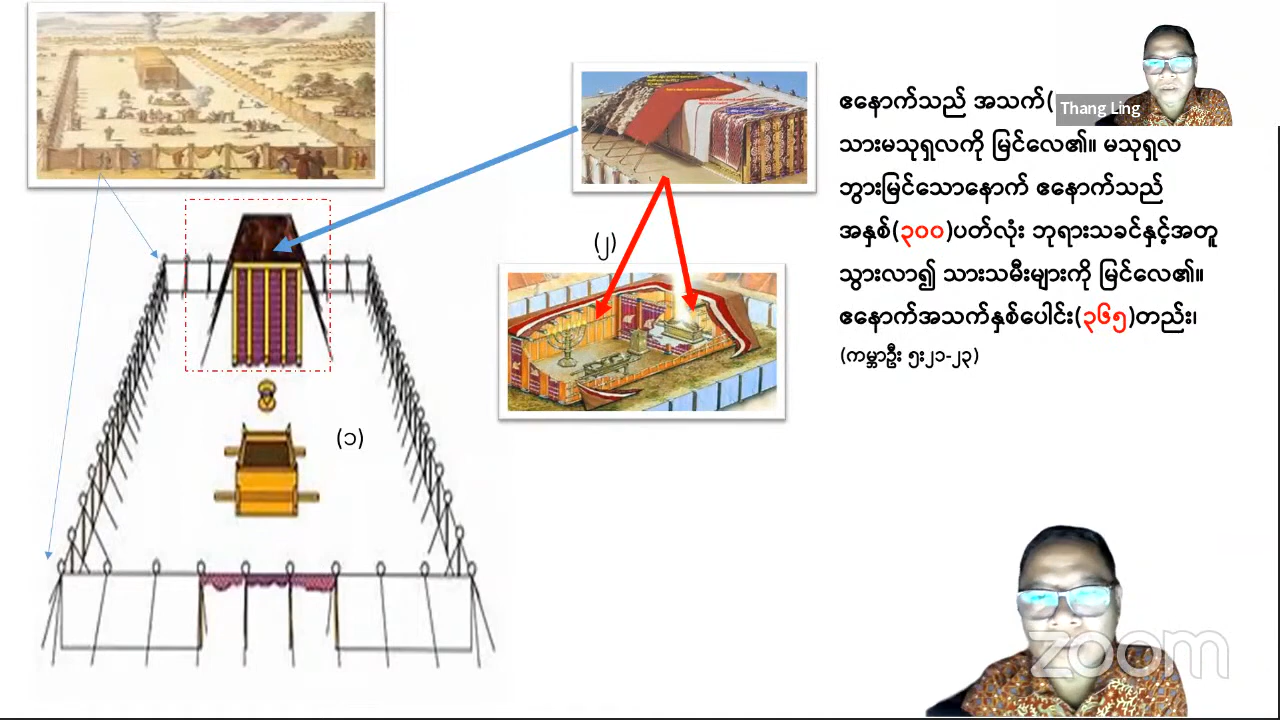 ဧနောက်သည် အသက်(
Thang Ling
သားမသုရှလကို မြင်လေ၏။ မသုရှလ
ဘွားမြင်သောနောက် ဧနောက်သည်
အနှစ်(၃၀၀)ပတ်လုံး ဘုရားသခင်နှင့်အတူ
သွားလာ၍ သားသမီးများကို မြင်လေ၏။
ဧနောက်အသက်နှစ်ပေါင်း(၃၆၅)တည်း၊
(ကမ္ဘာဦး ၅း၂၁-၂၃)
(၂)
(၁)
zoom